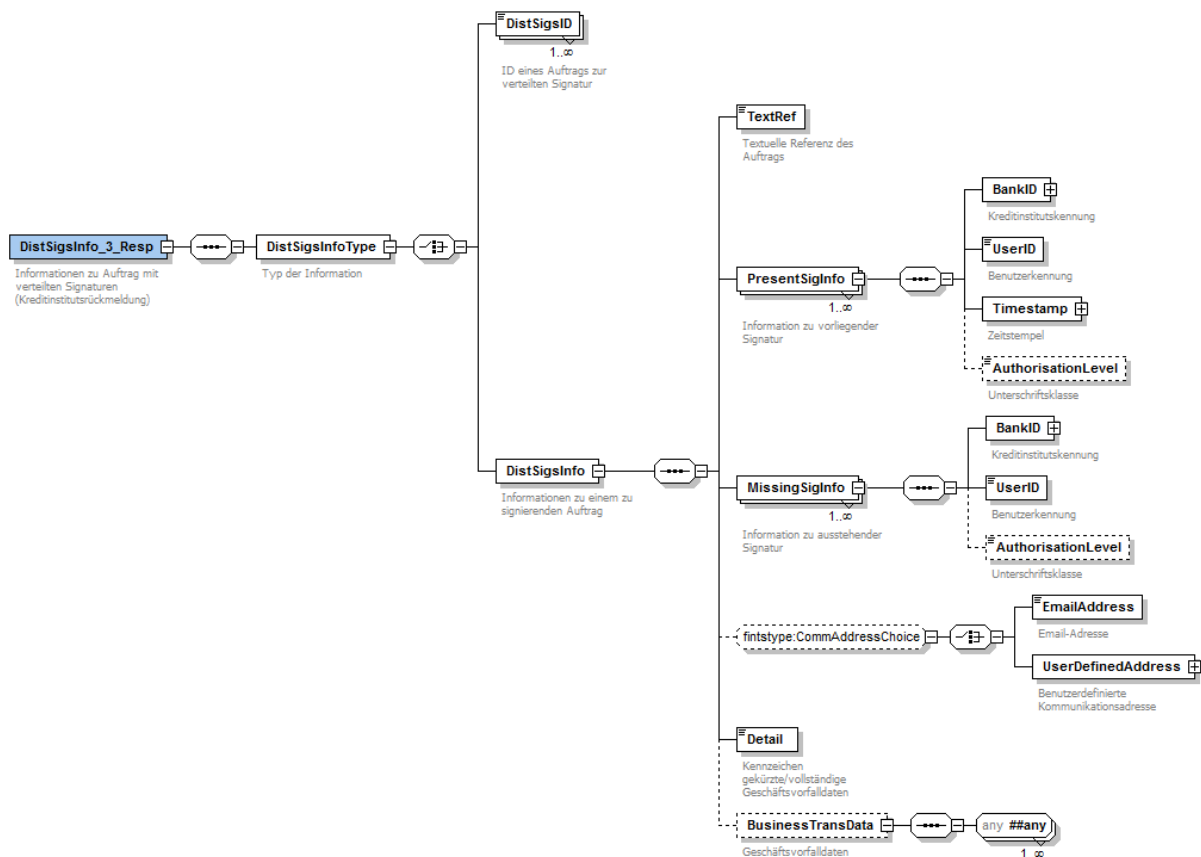 DistSigsID
1..∞
ID eines Auftrags zur
verteilten Signatur
TextRef
Textuelle Referenz des
Auftrags
BankID
Kreditinstitutskennung
DistSigsInfo_3_Resp
Informationen zu Auftrag mit
verteilten Signaturen
(Kreditinstitutsrückmeldung)
DistSigsInfoType
Typ der Information
UserID
Benutzerkennung
PresentSigInfo
1..∞
Information zu vorliegender
Signatur
Timestamp
Zeitstempel
AuthorisationLevel
Unterschriftsklasse
BankID
Kreditinstitutskennung
DistSigsInfo
Informationen zu einem zu
signierenden Auftrag
MissingSigInfo
1..∞
Information zu ausstehender
Signatur
UserID
Benutzerkennung
AuthorisationLevel
Unterschriftsklasse
fintstype:CommAddressChoice
EmailAddress
Email-Adresse
UserDefinedAddress
Benutzerdefinierte
Kommunikationsadresse
Detail
Kennzeichen
gekürzte/vollständige
Geschäftsvorfalldaten
BusinessTransData
Geschäftsvorfalldaten
any ##any
1..∞